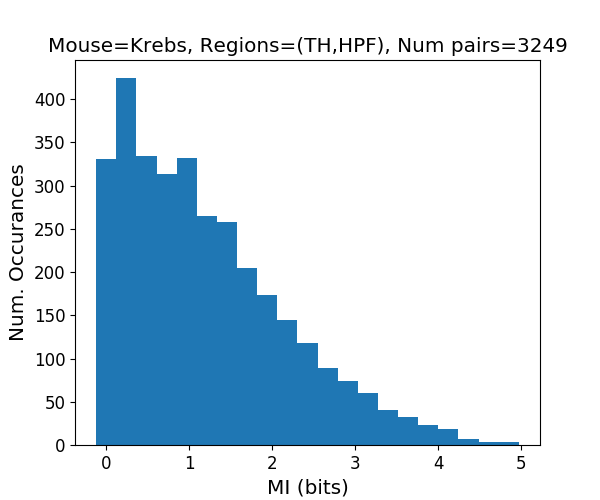 Mouse=Krebs, Regions=(TH,HPF), Num pairs=3249
Num. Occurances
400
350
300
250
200
150
100
50
0
0 1 2 3 4 5
MI (bits)